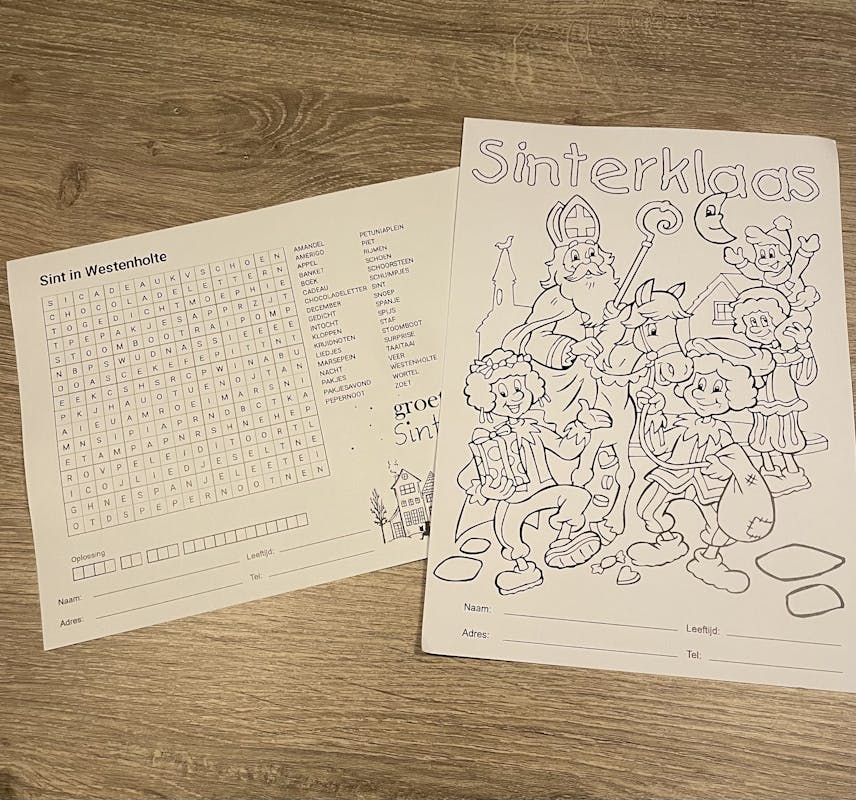 Sint in Westenholte
S I C A D E A U K V S C H O E N
C H O C O L A D E L E T T E R N
T O G E D I C H T M O E P H I E
I P E P A K J E S A P P R Z J T
S T O O M B O O T R A I P O M P
N B P S W U D N A S S I E E E E
O O A S C E K E F E P I T T N T
E E K C S H S R C P W I N A B U
P K J H A U O T U E N O J T A N
A I E U A M R O E I M A R S N I
M N S I P I A P R N D B C T K A
E T A M P A P N R S H N E H E P
R O V P E L E I D I T O O R T L
I C O J L I E D J E S E L T N E
G H N E S P A N J E L E E T E I
O T D S P E P E R N O O T N E N
AMANDEL
AMERIGO
APPEL
BANKET
BOEK
CADEAU
CHOCOLADELETTER
DECEMBER
GEDICHT
INTOCHT
KLOPPEN
KRUIDNOTEN
LIEDJES
MARSEPEIN
NACHT
PAKJES
PAKJESAVOND
PEPERNOOT
PETUNIAPLEIN
PIET
RIJMEN
SCHOEN
SCHOORSTEEN
SCHUIMPJES
SINT
SNOEP
SPANJE
SPIJS
STAF
STOOMBOOT
SURPRISE
TAAITAAI
VEER
WESTENHOLTE
WORTEL
ZOET
groe
Sint
Oplossing
Naam:
Leeftijd:
Adres:
Tel:
Sinterklaas
Naam:
Leeftijd:
Adres:
Tel: